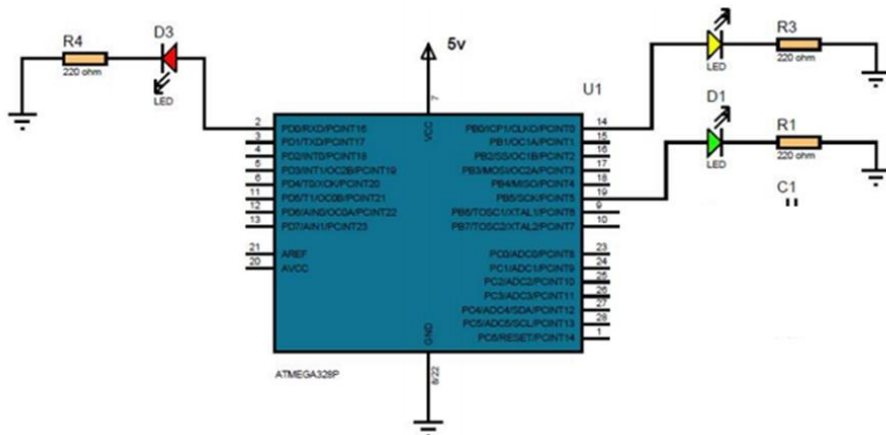 R4
220 ohm
D3
LED
5v
LED
R3
220 ohm
U1
D1
LED
R1
220 ohm
C1
7
VCC
2 PD0/RXD/PCINT16
3 PD1/TXD/PCINT17
4 PD2/INT0/PCINT18
5 PD3/INT1/OC2B/PCINT19
6 PD4/T0/XCK/PCINT20
11 PD5/T1/OC0B/PCINT21
12 PD6/AIN0/OC0A/PCINT22
13 PD7/AIN1/PCINT23
21 AREF
20 AVCC
PB0/ICP1/CLKO/PCINT0 14
PB1/OC1A/PCINT1 15
PB2/SS/OC1B/PCINT2 16
PB3/MOSI/OC2A/PCINT3 17
PB4/MISO/PCINT4 18
PB5/SCK/PCINT5 19
PB6/TOSC1/XTAL1/PCINT6 9
PB7/TOSC2/XTAL2/PCINT7 10
PC0/ADC0/PCINT8 23
PC1/ADC1/PCINT9 24
PC2/ADC2/PCINT10 25
PC3/ADC3/PCINT11 26
PC4/ADC4/SDA/PCINT12 27
PC5/ADC5/SCL/PCINT13 28
PC6/RESET/PCINT14 1
GND
8/22
ATMEGA328P